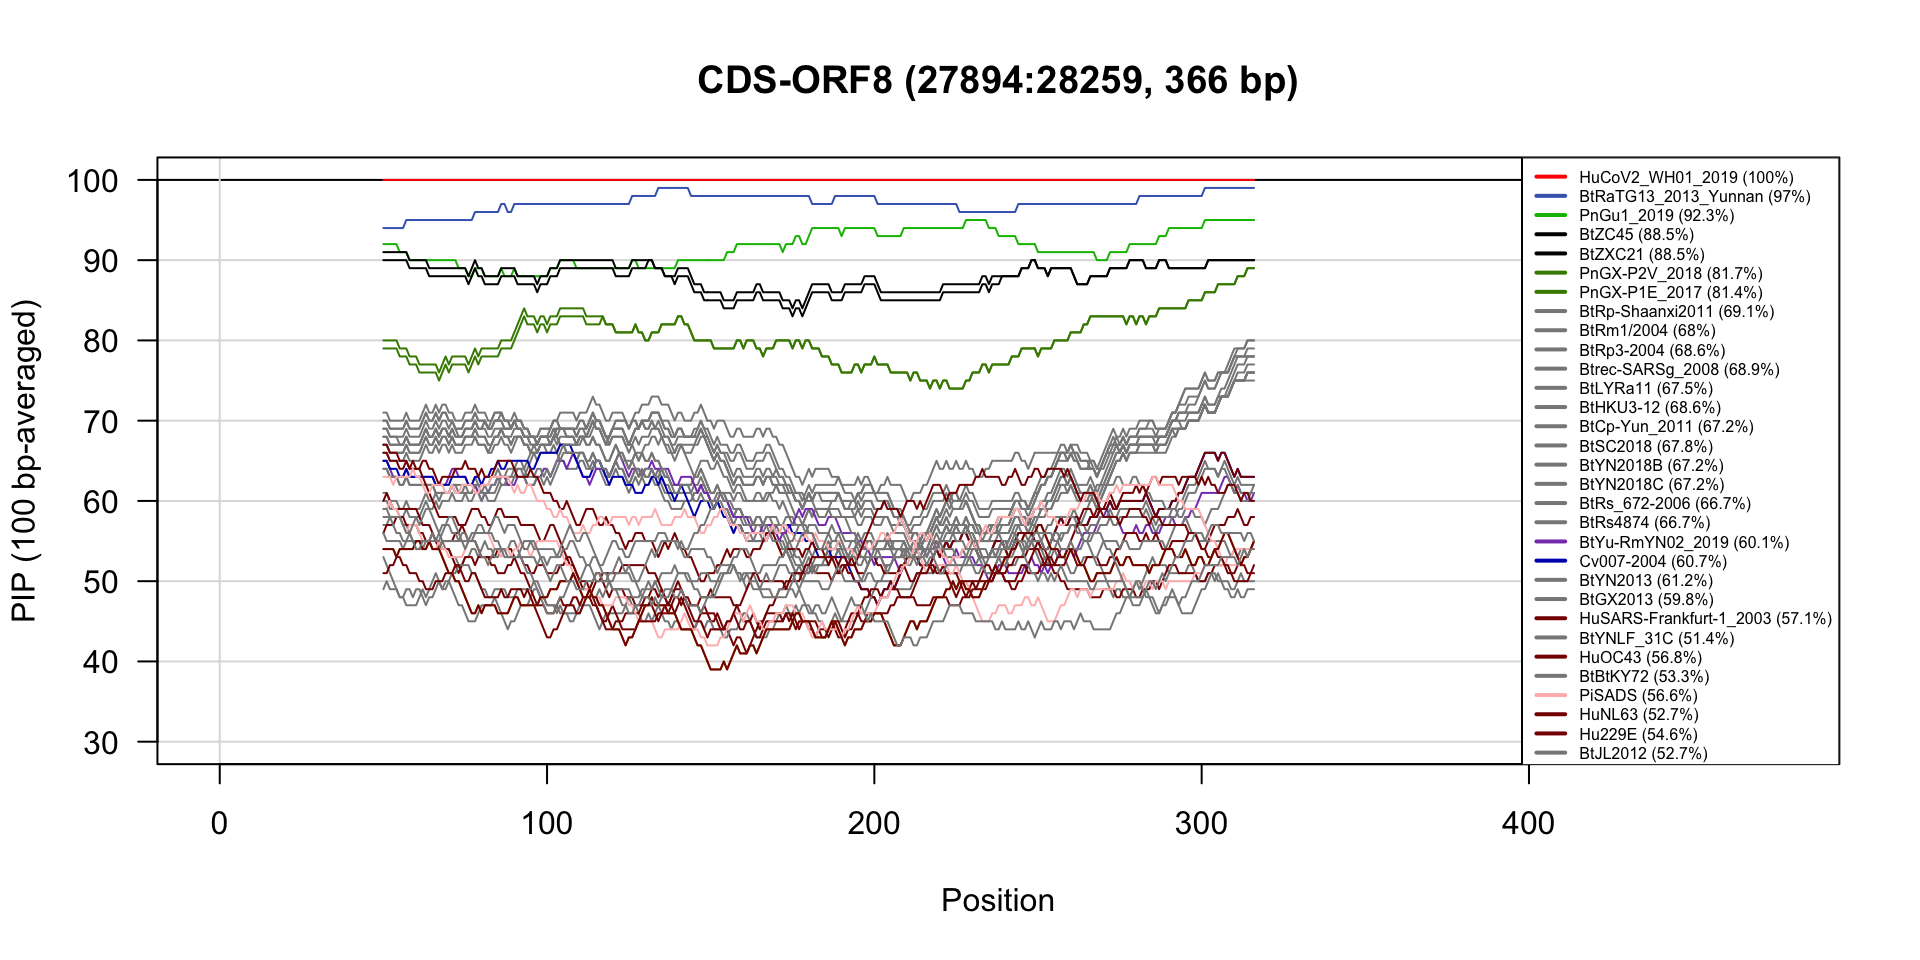 CDS-ORF8 (27894:28259, 366 bp)
PIP (100 bp-averaged)
100
90
80
70
60
50
40
30
0
100
200
300
400
Position
HuCoV2_WH01_2019 (100%)
BtRaTG13_2013_Yunnan (97%)
PnGu1_2019 (92.3%)
BtZC45 (88.5%)
BtZXC21 (88.5%)
PnGX-P2V_2018 (81.7%)
PnGX-P1E_2017 (81.4%)
BtRp-Shaanxi2011 (69.1%)
BtRm1/2004 (68%)
BtRp3-2004 (68.6%)
Btrec-SARSg_2008 (68.9%)
BtLYRa11 (67.5%)
BtHKU3-12 (68.6%)
BtCp-Yun_2011 (67.2%)
BtSC2018 (67.8%)
BtYN2018B (67.2%)
BtYN2018C (67.2%)
BtRs_672-2006 (66.7%)
BtRs4874 (66.7%)
BtYu-RmYN02_2019 (60.1%)
Cv007-2004 (60.7%)
BtYN2013 (61.2%)
BtGX2013 (59.8%)
HuSARS-Frankfurt-1_2003 (57.1%)
BtYNLF_31C (51.4%)
HuOC43 (56.8%)
BtBtKY72 (53.3%)
PiSADS (56.6%)
HuNL63 (52.7%)
Hu229E (54.6%)
BtJL2012 (52.7%)